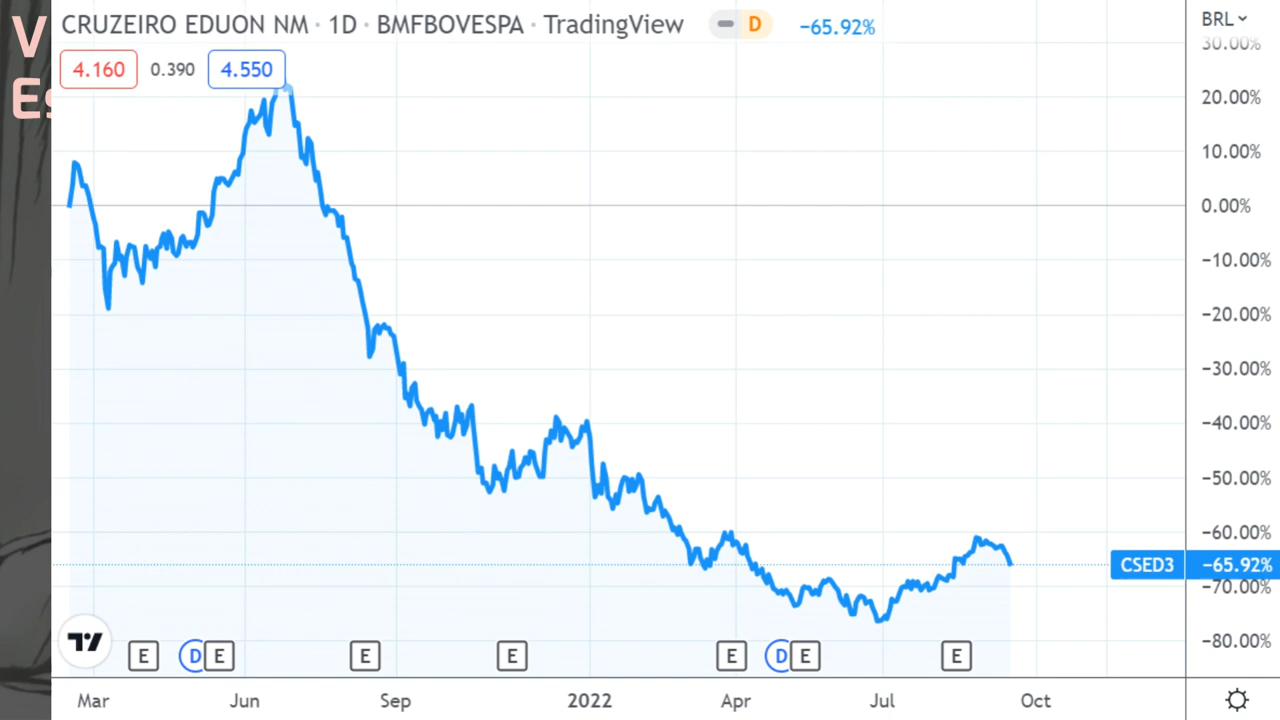 V
Es
CRUZEIRO EDUON NM · 1D · BMFBOVESPA · TradingView
D
−65.92%
4.160
0.390
4.550
BRL
30.00%
20.00%
10.00%
0.00%
−10.00%
−20.00%
−30.00%
−40.00%
−50.00%
−60.00%
CSED3 −65.92%
−70.00%
−80.00%
E D E E E E D E E
Mar Jun Sep 2022 Apr Jul Oct